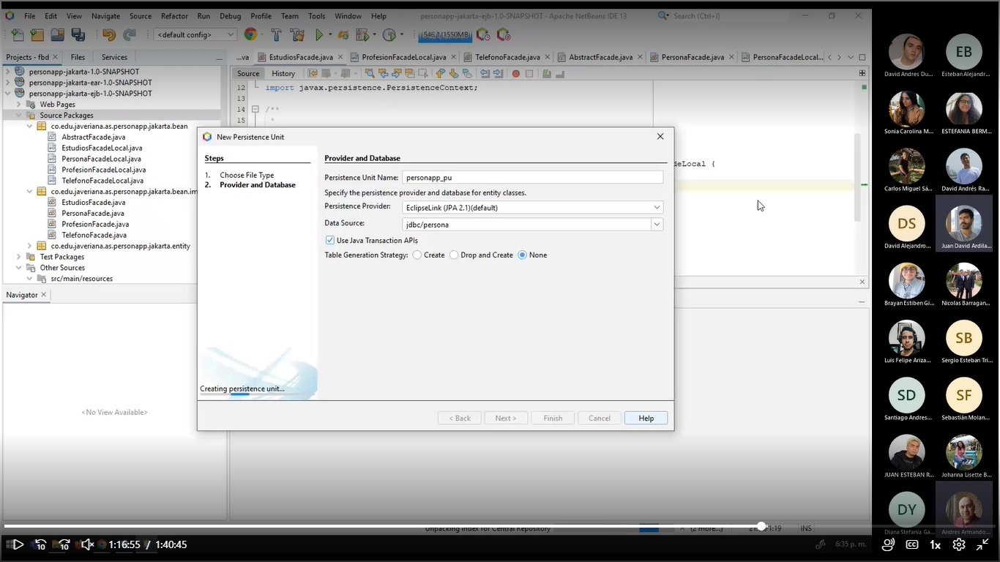 File Edit View Navigate Source Refactor Run Debug Profile Team Tools Window Help
personapp-jakarta-ejb-1.0-SNAPSHOT - Apache NetBeans IDE 13
Search (Ctrl+I)
<default config>
546,1/1550MB
Projects - fbd
Files
Services
...va
EstudiosFacade.java
ProfesionFacadeLocal.java
TelefonoFacade.java
AbstractFacade.java
PersonaFacade.java
PersonaFacadeLocal...
personapp-jakarta-1.0-SNAPSHOT
personapp-jakarta-ear-1.0-SNAPSHOT
personapp-jakarta-ejb-1.0-SNAPSHOT
Web Pages
Source Packages
co.edu.javeriana.as.personapp.jakarta.bean
AbstractFacade.java
EstudiosFacadeLocal.java
PersonaFacadeLocal.java
ProfesionFacadeLocal.java
TelefonoFacadeLocal.java
co.edu.javeriana.as.personapp.jakarta.bean.im
EstudiosFacade.java
PersonaFacade.java
ProfesionFacade.java
TelefonoFacade.java
co.edu.javeriana.as.personapp.jakarta.entity
Test Packages
Other Sources
src/main/resources
Navigator
<No View Available>
Source
History
12 import javax.persistence.PersistenceContext;
13
14 /**
15 *
deLocal {
New Persistence Unit
Steps
1. Choose File Type
2. Provider and Database
Creating persistence unit...
Provider and Database
Persistence Unit Name: personapp_pu
Specify the persistence provider and database for entity classes.
Persistence Provider: EclipseLink (JPA 2.1)(default)
Data Source: jdbc/persona
Use Java Transaction APIs
Table Generation Strategy: Create Drop and Create None
< Back
Next >
Finish
Cancel
Help
Unpacking Index for Central Repository
(2 more...)
INS
10 10 1:16:55 / 1:40:45
6:35 p. m.
1x
David Andres Du...
EB
Esteban Alejandr...
Sonia Carolina M...
ESTEFANIA BERM...
Carlos Miguel Sá...
David Andrés Ra...
DS
David Alejandro...
Juan David Ardila...
Brayan Estiben Gi...
Nicolas Barragan...
Luis Felipe Ariza...
SB
Sergio Esteban Tri...
SD
Santiago Andres...
SF
Sebastián Molan...
JUAN ESTEBAN R...
Johanna Lisette B...
DY
Diana Stefania Ga...
Andres Armando...